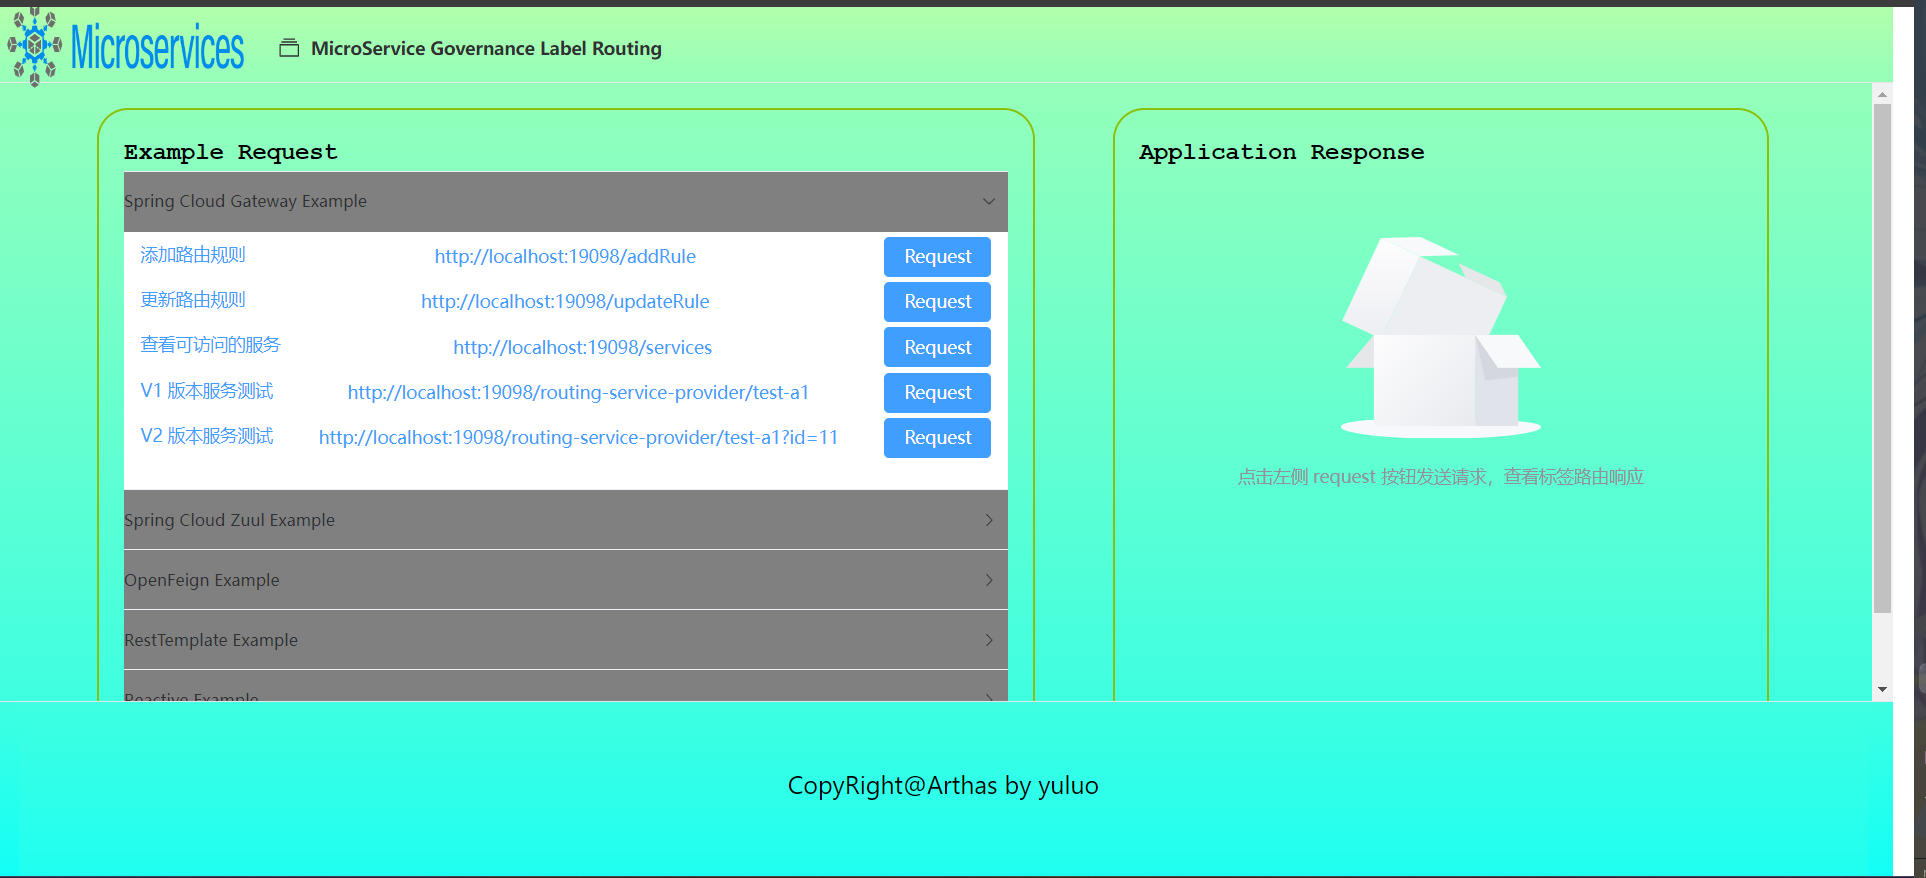 Microservices
MicroService Governance Label Routing
Example Request
Spring Cloud Gateway Example
添加路由规则 http://localhost:19098/addRule Request
更新路由规则 http://localhost:19098/updateRule Request
查看可访问的服务 http://localhost:19098/services Request
V1 版本服务测试 http://localhost:19098/routing-service-provider/test-a1 Request
V2 版本服务测试 http://localhost:19098/routing-service-provider/test-a1?id=11 Request
Spring Cloud Zuul Example
OpenFeign Example
RestTemplate Example
Reactive Example
Application Response
点击左侧 request 按钮发送请求，查看标签路由响应
CopyRight@Arthas by yuluo